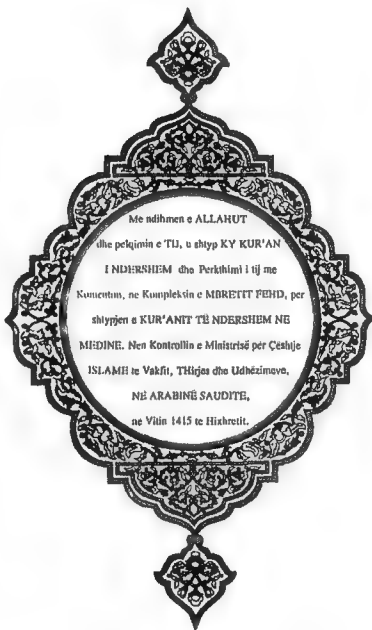 Me ndihmen e ALLAHUT
dhe pelqimin e TIJ, u shtyp KY KUR'AN
I NDERSHEM dho Perkthimi i tij me
Komentim, ne Kompleksin e MBRETIT FEHD, per
shtypjen e KUR'ANIT TË NDERSHEM NE
MEDINE. Nen Kontrollin e Ministrisë për Çështje
ISLAME te Vakfit, THirjes dhe Udhëzimeve,
NË ARABINË SAUDITE,
ne Vitin 1415 te Hixhretit.